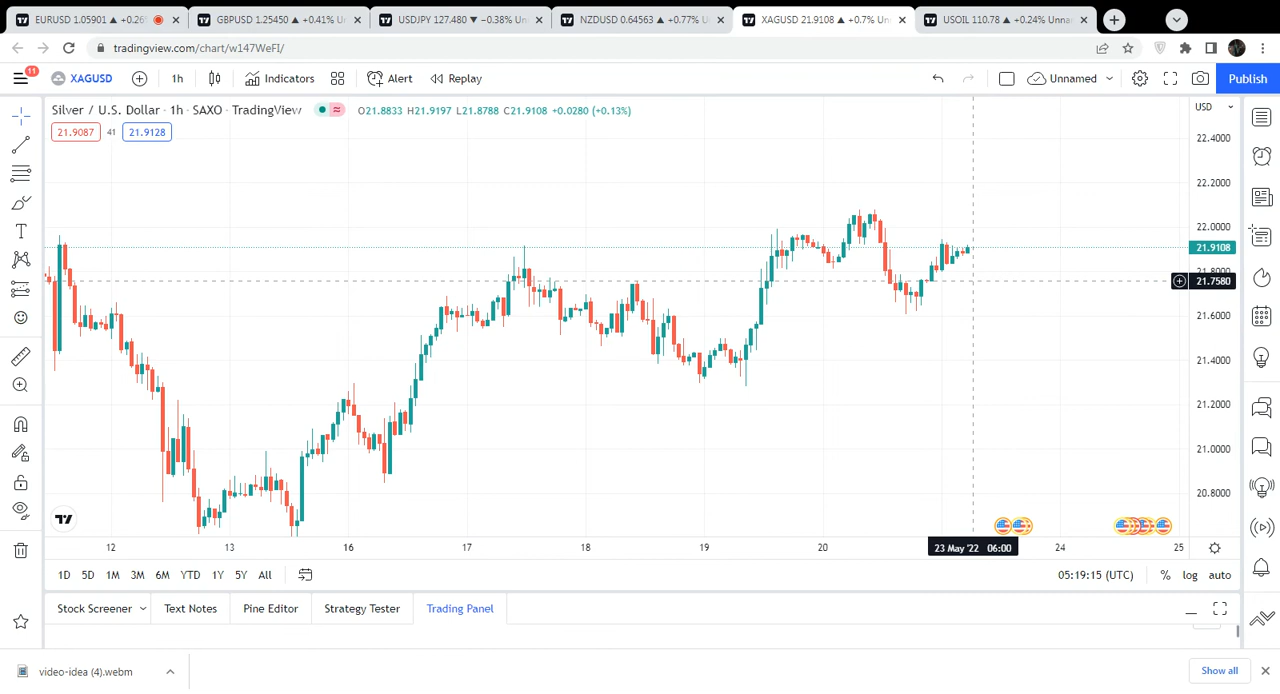 EURUSD 1.05901 ▲ +0.26
GBPUSD 1.25450 ▲ +0.41% Un
USDJPY 127.480 ▼ −0.38% Un
NZDUSD 0.64563 ▲ +0.77% Un
XAGUSD 21.9108 ▲ +0.7% Un
USOIL 110.78 ▲ +0.24% Unna
tradingview.com/chart/w147WeFI/
11
XAGUSD
1h
Indicators
Alert
Replay
Unnamed
Publish
Silver / U.S. Dollar · 1h · SAXO · TradingView
O21.8833 H21.9197 L21.8788 C21.9108 +0.0280 (+0.13%)
USD
21.9087
41
21.9128
22.4000
22.2000
22.0000
21.9108
21.8000
21.7580
21.6000
21.4000
21.2000
21.0000
20.8000
12
13
16
17
18
19
20
23 May '22 06:00
24
25
1D
5D
1M
3M
6M
YTD
1Y
5Y
All
05:19:15 (UTC)
%
log
auto
Stock Screener
Text Notes
Pine Editor
Strategy Tester
Trading Panel
video-idea (4).webm
Show all